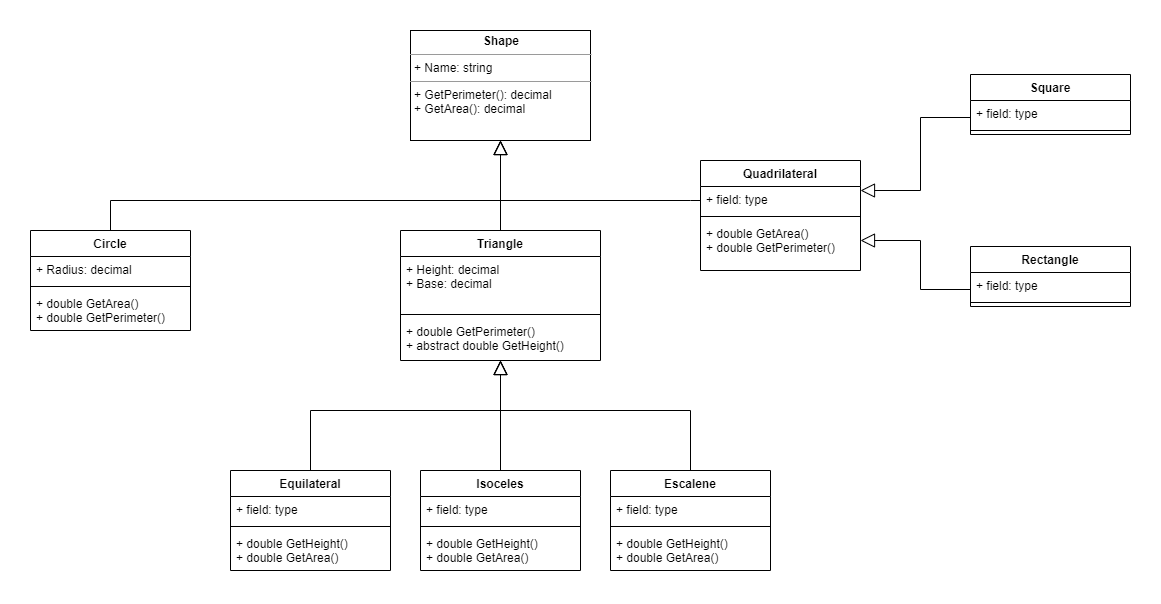 Shape
+ Name: string
+ GetPerimeter(): decimal
+ GetArea(): decimal
Square
+ field: type
Quadrilateral
+ field: type
+ double GetArea()
+ double GetPerimeter()
Rectangle
+ field: type
Circle
+ Radius: decimal
+ double GetArea()
+ double GetPerimeter()
Triangle
+ Height: decimal
+ Base: decimal
+ double GetPerimeter()
+ abstract double GetHeight()
Equilateral
+ field: type
+ double GetHeight()
+ double GetArea()
Isoceles
+ field: type
+ double GetHeight()
+ double GetArea()
Escalene
+ field: type
+ double GetHeight()
+ double GetArea()